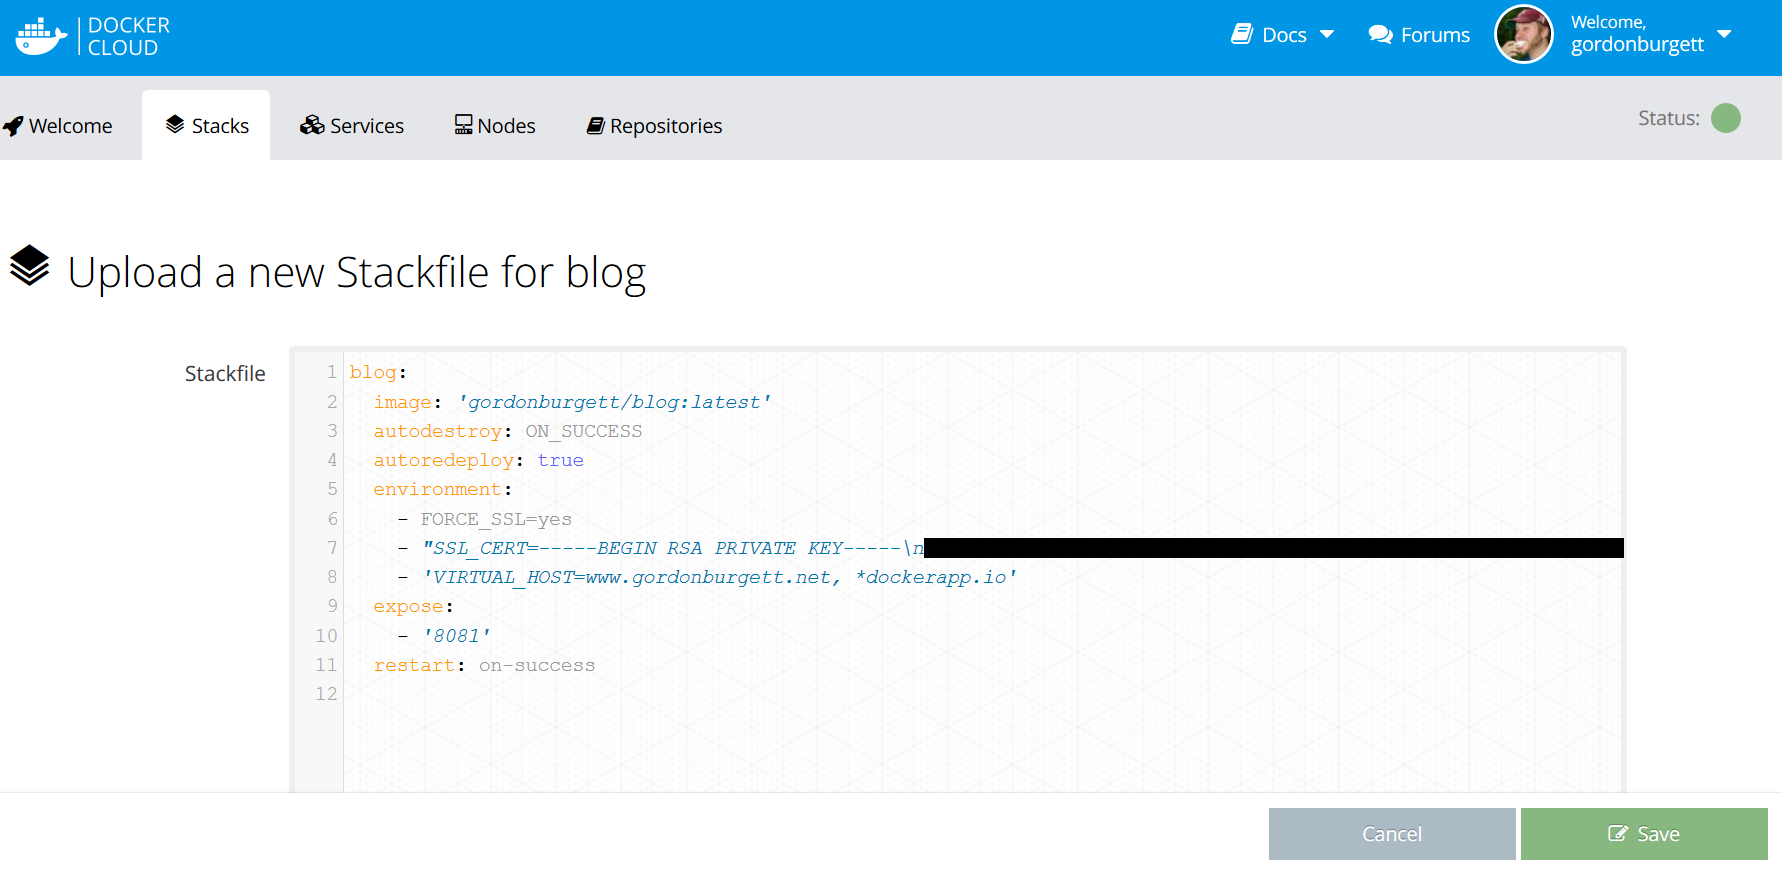 DOCKER
CLOUD
Docs
Forums
Welcome,
gordonburgett
Welcome
Stacks
Services
Nodes
Repositories
Status:
Upload a new Stackfile for blog
Stackfile
1 blog:
2   image: 'gordonburgett/blog:latest'
3   autodestroy: ON_SUCCESS
4   autoredeploy: true
5   environment:
6     - FORCE_SSL=yes
7     - "SSL_CERT=-----BEGIN RSA PRIVATE KEY-----\n
8     - 'VIRTUAL_HOST=www.gordonburgett.net, *dockerapp.io'
9   expose:
10     - '8081'
11   restart: on-success
12
Cancel
Save